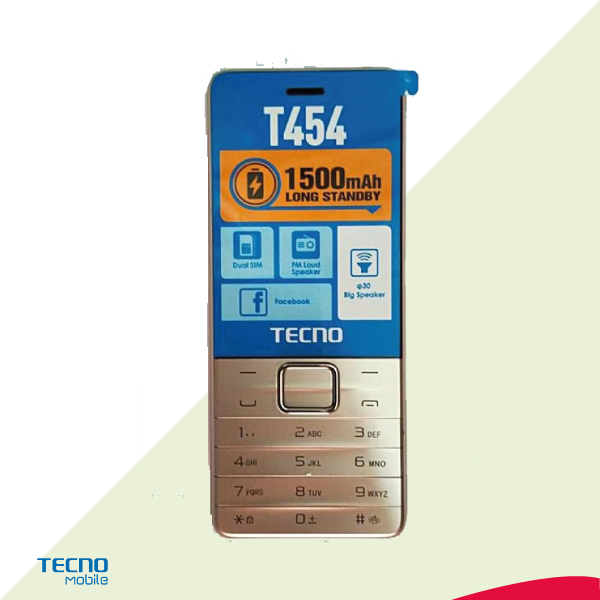 T454
1500mAh
LONG STANDBY
Dual SIM
FM Loud
Speaker
φ30
Big Speaker
Facebook
TECNO
1..
2 ABC
3 DEF
4 GHI
5 JKL
6 MNO
7 PQRS
8 TUV
9 WXYZ
*
0 ±
#
TECNO
mobile